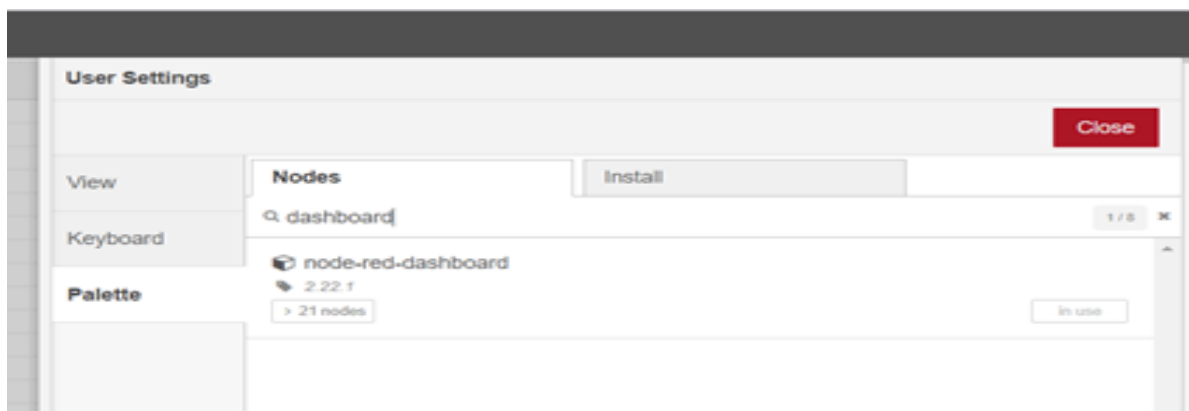 User Settings
Close
View
Nodes
Install
dashboard
1 / 8
Keyboard
node-red-dashboard
2.22.1
Palette
> 21 nodes
in use